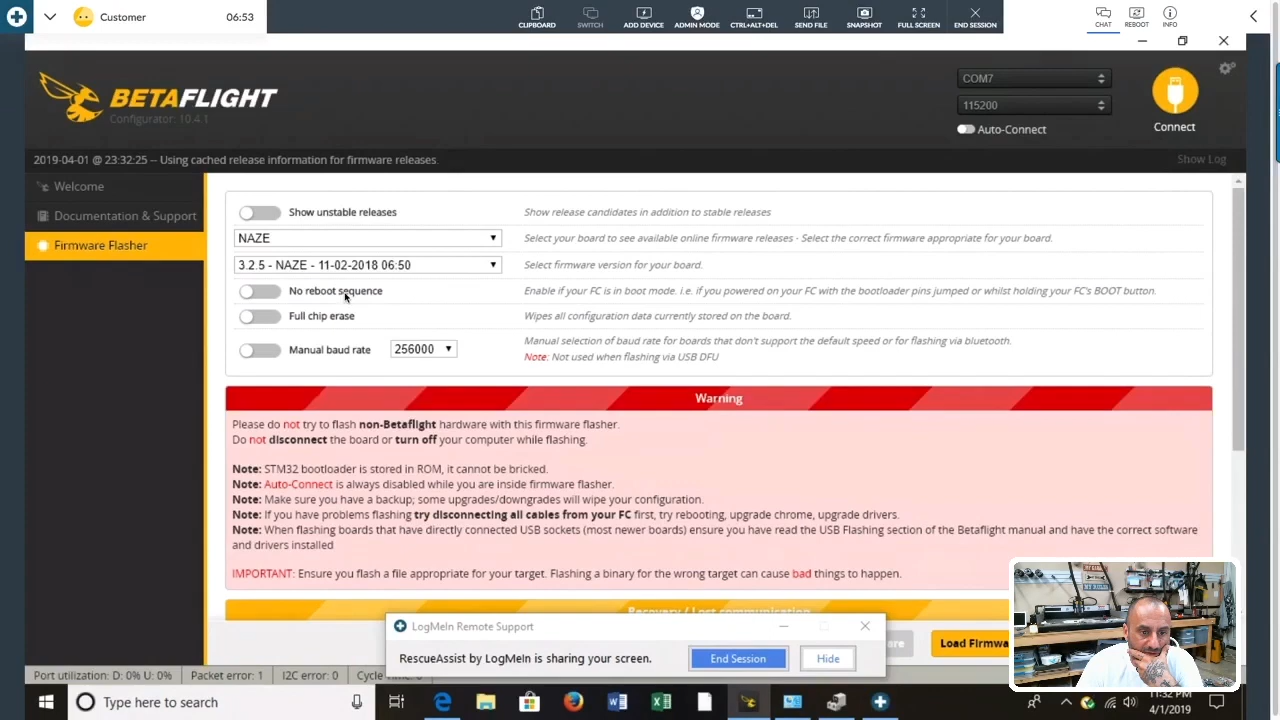 Customer
06:53
CLIPBOARD
SWITCH
ADD DEVICE
ADMIN MODE
CTRL+ALT+DEL
SEND FILE
SNAPSHOT
FULL SCREEN
END SESSION
CHAT
REBOOT
INFO
BETAFLIGHT
Configurator: 10.4.1
COM7
115200
Auto-Connect
Connect
2019-04-01 @ 23:32:25 -- Using cached release information for firmware releases.
Show Log
Welcome
Documentation & Support
Firmware Flasher
Show unstable releases
Show release candidates in addition to stable releases
NAZE
Select your board to see available online firmware releases - Select the correct firmware appropriate for your board.
3.2.5 - NAZE - 11-02-2018 06:50
Select firmware version for your board.
No reboot sequence
Enable if your FC is in boot mode. i.e. if you powered on your FC with the bootloader pins jumped or whilst holding your FC's BOOT button.
Full chip erase
Wipes all configuration data currently stored on the board.
Manual baud rate
256000
Manual selection of baud rate for boards that don't support the default speed or for flashing via bluetooth.
Note: Not used when flashing via USB DFU
Warning
Please do not try to flash non-Betaflight hardware with this firmware flasher.
Do not disconnect the board or turn off your computer while flashing.
Note: STM32 bootloader is stored in ROM, it cannot be bricked.
Note: Auto-Connect is always disabled while you are inside firmware flasher.
Note: Make sure you have a backup; some upgrades/downgrades will wipe your configuration.
Note: If you have problems flashing try disconnecting all cables from your FC first, try rebooting, upgrade chrome, upgrade drivers.
Note: When flashing boards that have directly connected USB sockets (most newer boards) ensure you have read the USB Flashing section of the Betaflight manual and have the correct software
and drivers installed
IMPORTANT: Ensure you flash a file appropriate for your target. Flashing a binary for the wrong target can cause bad things to happen.
Recovery / Lost communication
LogMeIn Remote Support
RescueAssist by LogMeIn is sharing your screen.
End Session
Hide
Load Firmwa
Port utilization: D: 0% U: 0%
Packet error: 1
I2C error: 0
Cycle
Type here to search
11:32 PM
4/1/2019